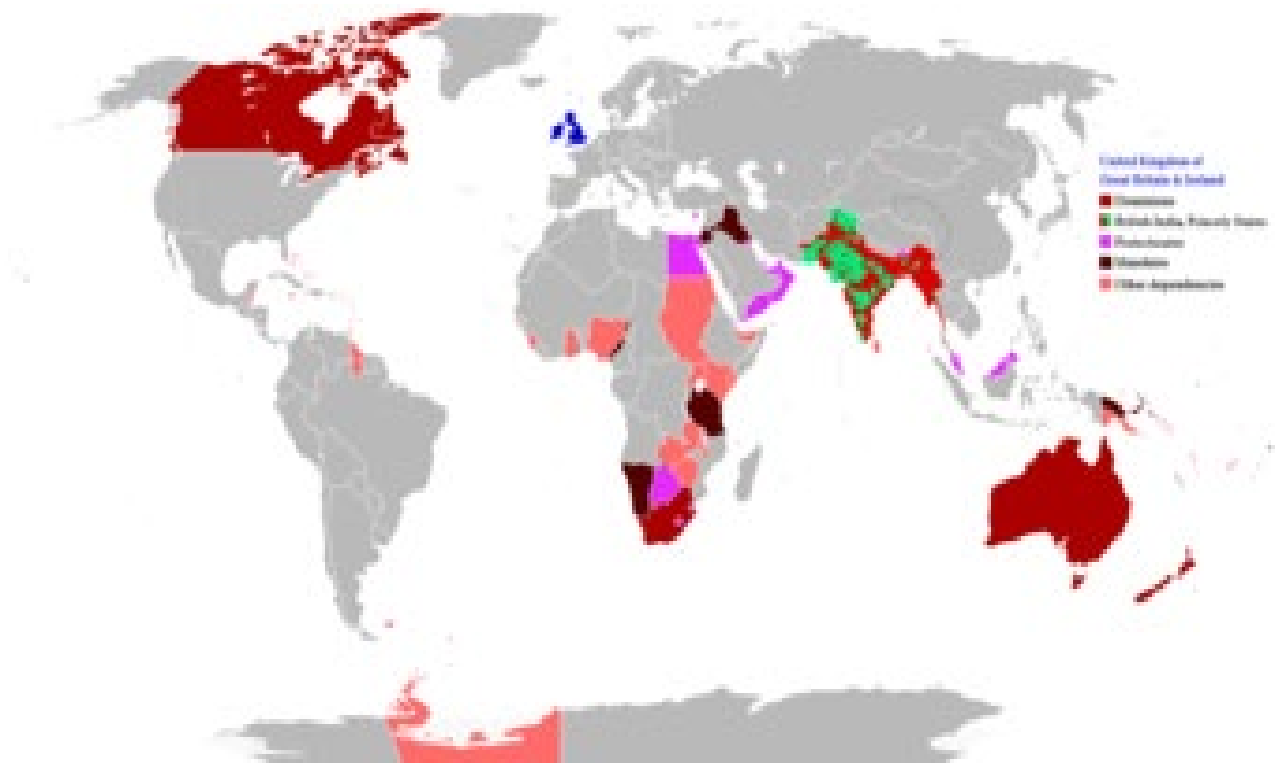 United Kingdom of
Great Britain & Ireland
Dominions
British India, Princely States
Protectorates
Mandates
Other dependencies